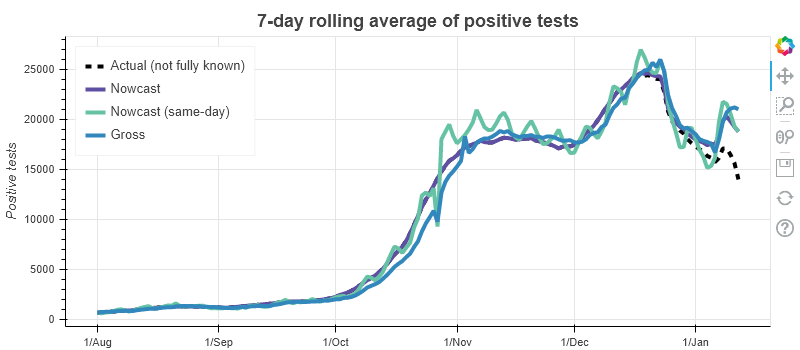 7-day rolling average of positive tests
Actual (not fully known)
Nowcast
Nowcast (same-day)
Gross
Positive tests
25000
20000
15000
10000
5000
0
1/Aug
1/Sep
1/Oct
1/Nov
1/Dec
1/Jan